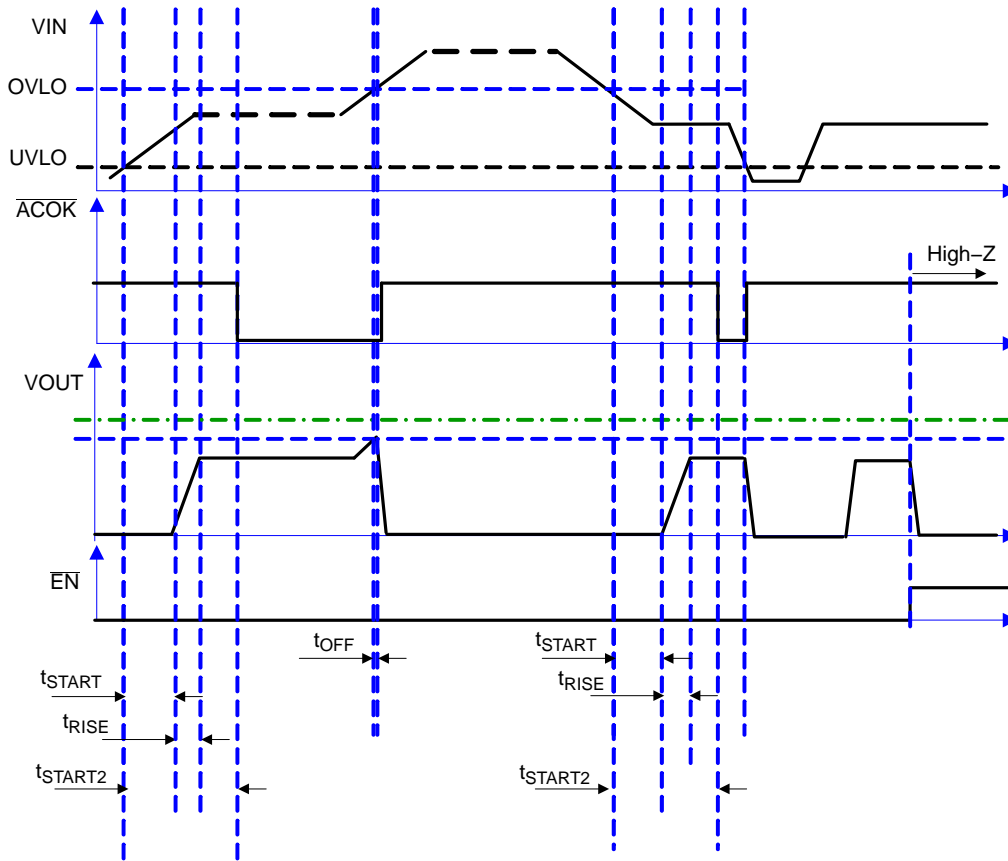 VIN
OVLO
UVLO
ACOK
High–Z
VOUT
EN
tOFF
tSTART
tSTART
tRISE
tRISE
tSTART2
tSTART2